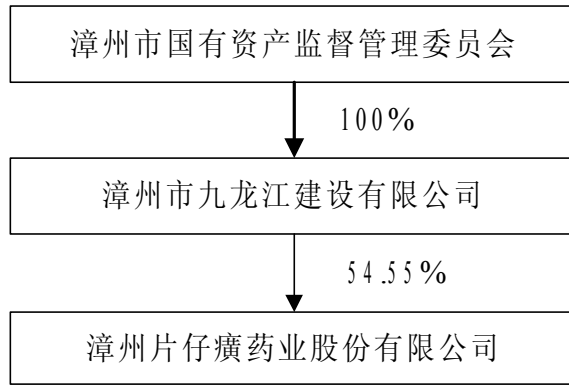 漳州市国有资产监督管理委员会
100%
漳州市九龙江建设有限公司
54.55%
漳州片仔癀药业股份有限公司